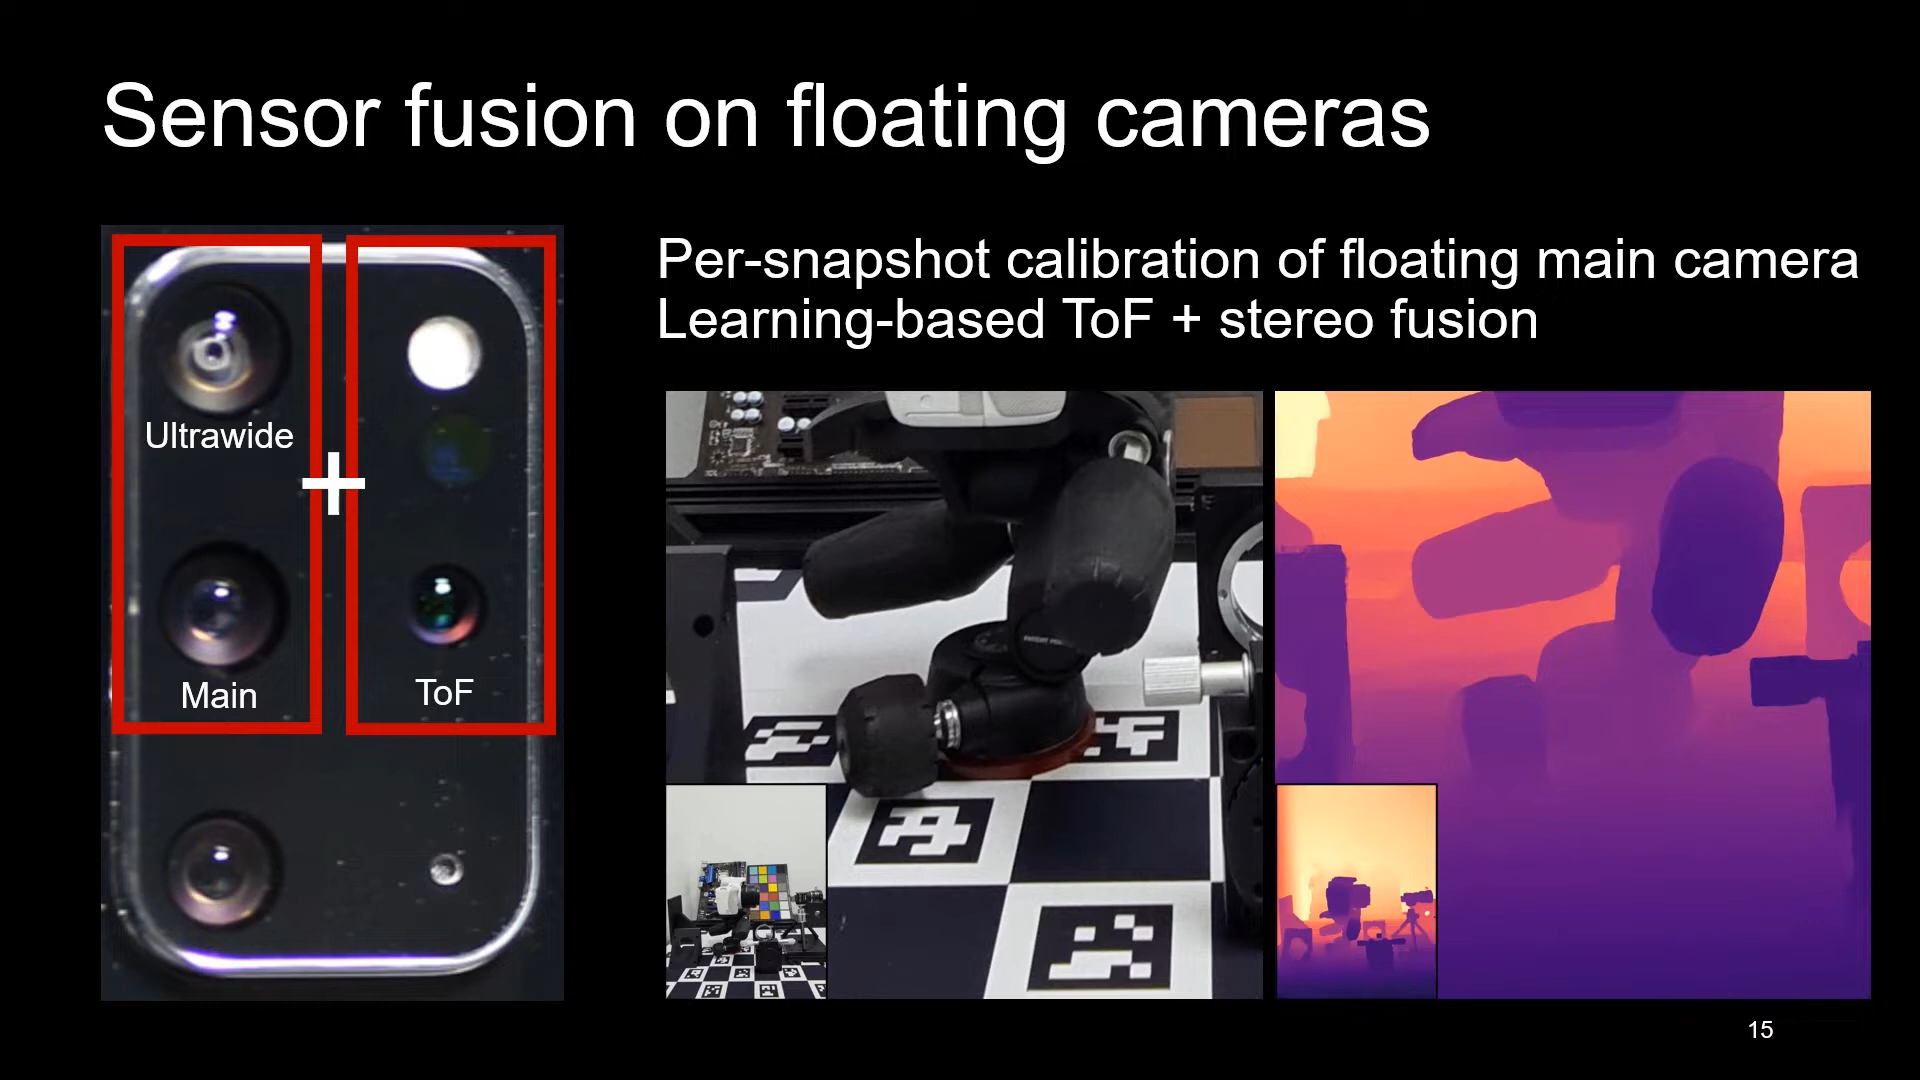 Sensor fusion on floating cameras
Per-snapshot calibration of floating main camera
Learning-based ToF + stereo fusion
Ultrawide
+
Main
ToF
15